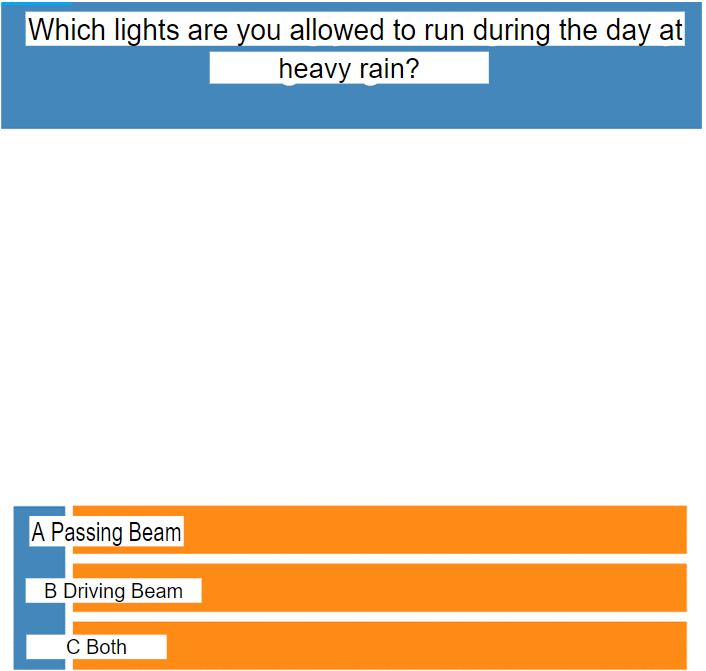 Which lights are you allowed to run during the day at
heavy rain?
A Passing Beam
B Driving Beam
C Both